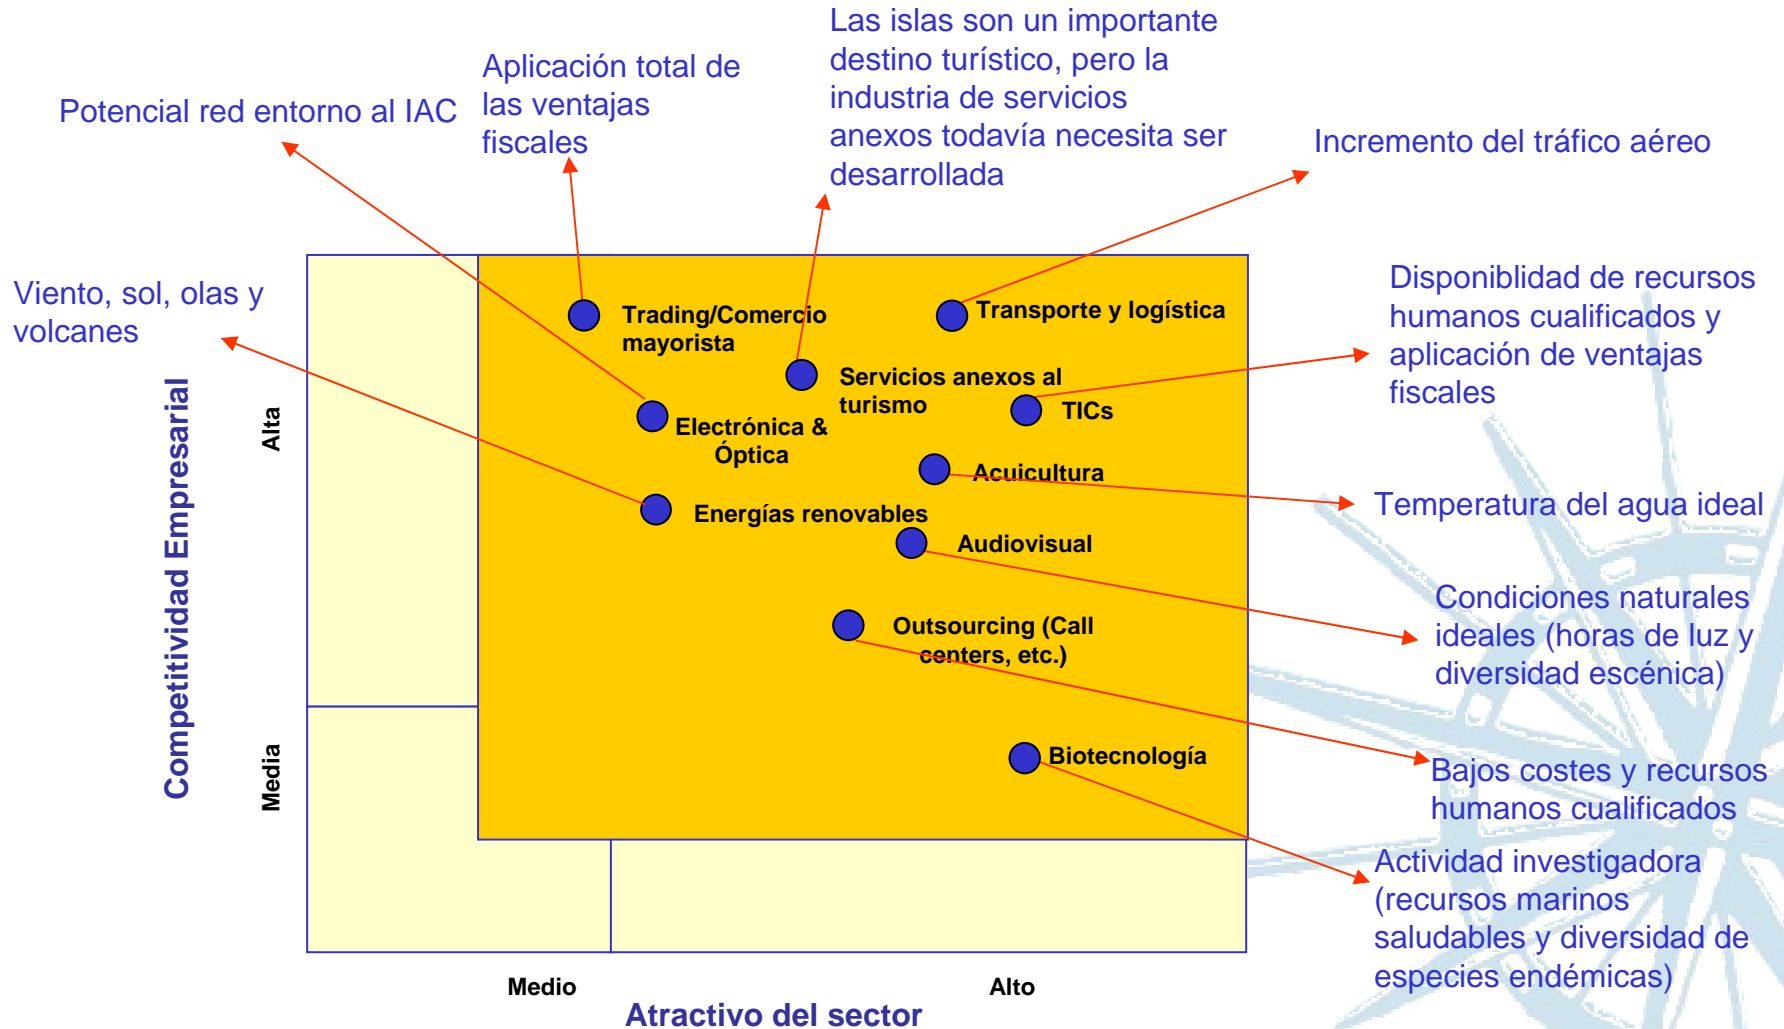 Potencial red entorno al IAC
Aplicación total de
las ventajas
fiscales
Las islas son un importante
destino turístico, pero la
industria de servicios
anexos todavía necesita ser
desarrollada
Incremento del tráfico aéreo
Viento, sol, olas y
volcanes
Disponiblidad de recursos
humanos cualificados y
aplicación de ventajas
fiscales
Temperatura del agua ideal
Condiciones naturales
ideales (horas de luz y
diversidad escénica)
Bajos costes y recursos
humanos cualificados
Actividad investigadora
(recursos marinos
saludables y diversidad de
especies endémicas)
Competitividad Empresarial
Alta
Media
Trading/Comercio
mayorista
Transporte y logística
Servicios anexos al
turismo
TICs
Electrónica &
Óptica
Acuicultura
Energías renovables
Audiovisual
Outsourcing (Call
centers, etc.)
Biotecnología
Medio
Alto
Atractivo del sector